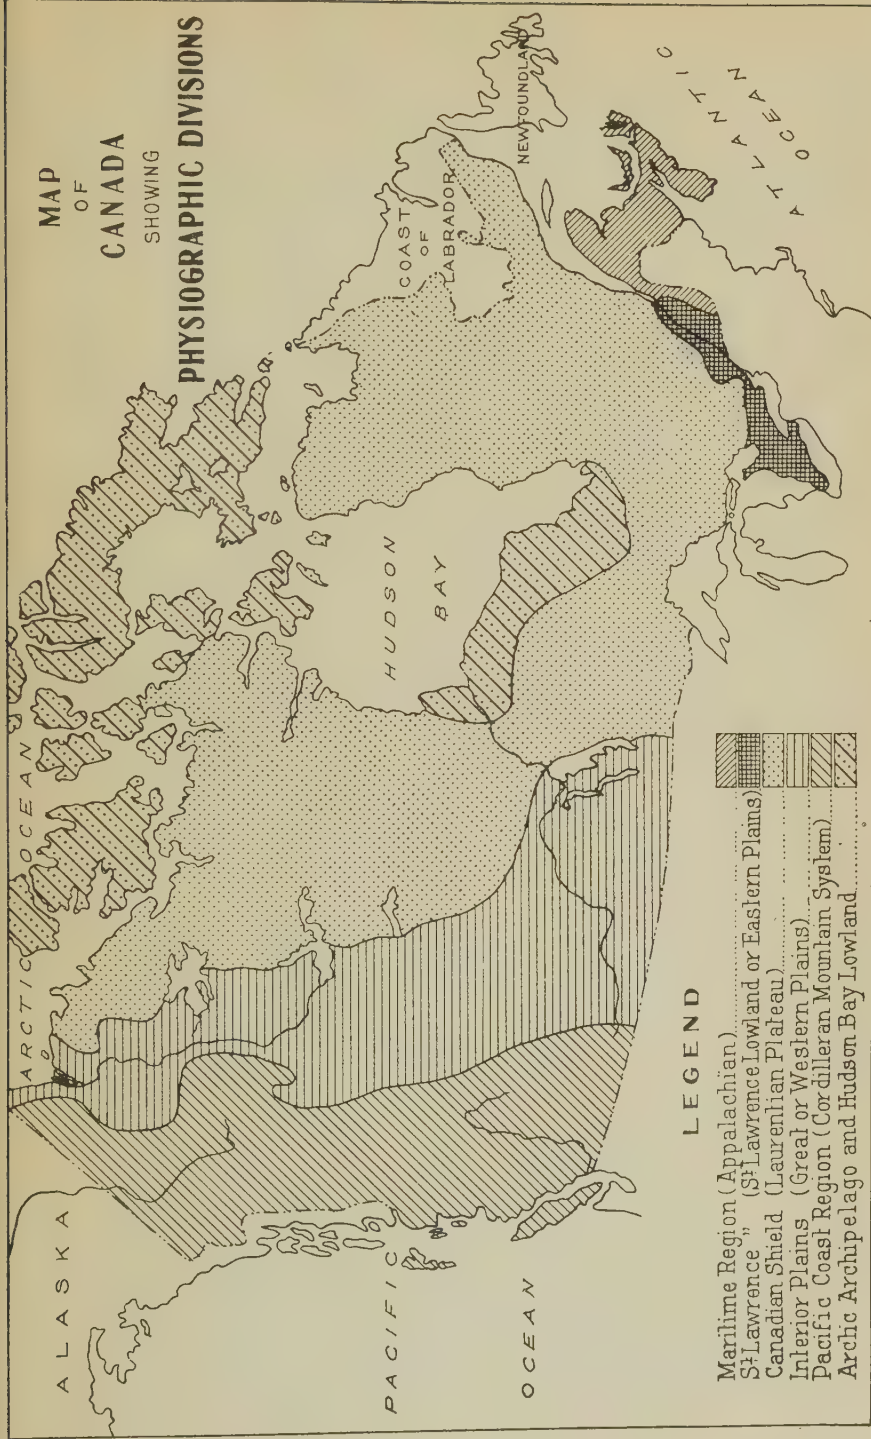 MAP
OF
CANADA
SHOWING
PHYSIOGRAPHIC DIVISIONS
ARCTIC OCEAN
ALASKA
PACIFIC
OCEAN
HUDSON
BAY
COAST
OF
LABRADOR
NEWFOUNDLAND
ATLANTIC
OCEAN
LEGEND
Maritime Region (Appalachian)
St. Lawrence „ (St. Lawrence Lowland or Eastern Plains)
Canadian Shield (Laurentian Plateau)
Interior Plains (Great or Western Plains)
Pacific Coast Region (Cordilleran Mountain System)
Arctic Archipelago and Hudson Bay Lowland